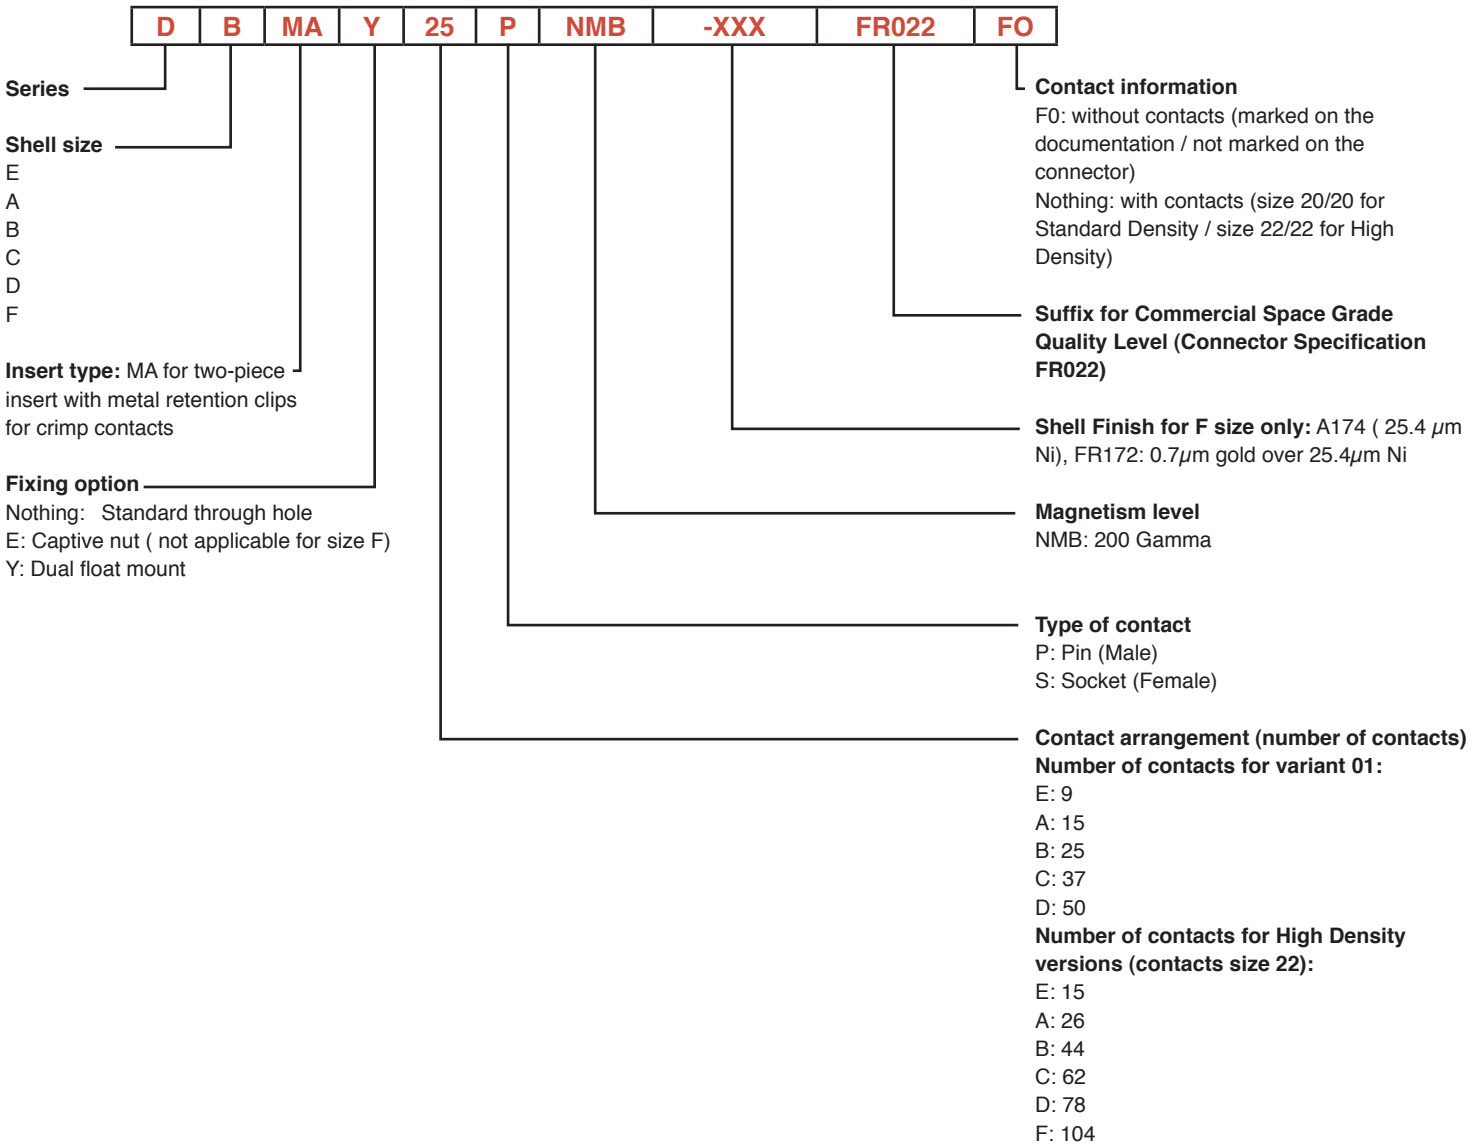 D B MA Y 25 P NMB -XXX FR022 FO
Series
Shell size
E
A
B
C
D
F
Insert type: MA for two-piece
insert with metal retention clips
for crimp contacts
Fixing option
Nothing: Standard through hole
E: Captive nut ( not applicable for size F)
Y: Dual float mount
Contact information
F0: without contacts (marked on the
documentation / not marked on the
connector)
Nothing: with contacts (size 20/20 for
Standard Density / size 22/22 for High
Density)
Suffix for Commercial Space Grade
Quality Level (Connector Specification
FR022)
Shell Finish for F size only: A174 ( 25.4 µm
Ni), FR172: 0.7µm gold over 25.4µm Ni
Magnetism level
NMB: 200 Gamma
Type of contact
P: Pin (Male)
S: Socket (Female)
Contact arrangement (number of contacts)
Number of contacts for variant 01:
E: 9
A: 15
B: 25
C: 37
D: 50
Number of contacts for High Density
versions (contacts size 22):
E: 15
A: 26
B: 44
C: 62
D: 78
F: 104